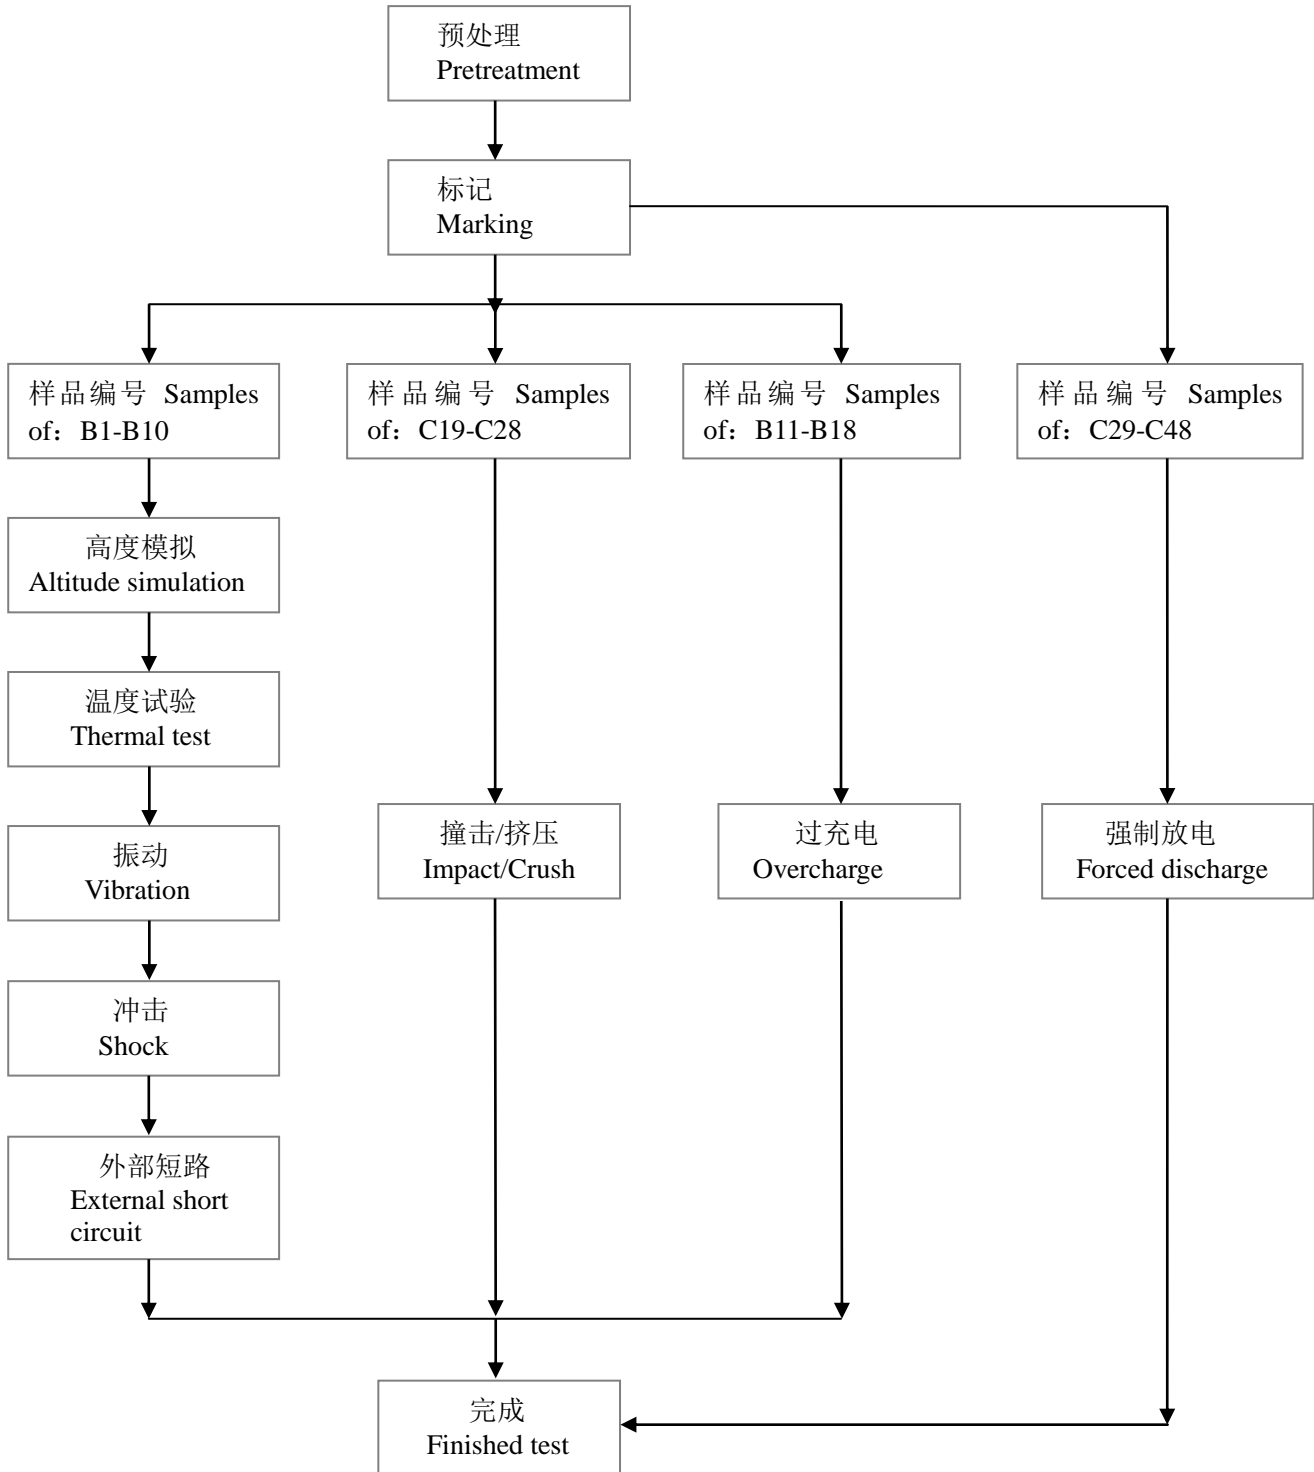 预处理
Pretreatment
标记
Marking
样品编号 Samples
of：B1-B10
样品编号 Samples
of：C19-C28
样品编号 Samples
of：B11-B18
样品编号 Samples
of：C29-C48
高度模拟
Altitude simulation
温度试验
Thermal test
振动
Vibration
撞击/挤压
Impact/Crush
过充电
Overcharge
强制放电
Forced discharge
冲击
Shock
外部短路
External short
circuit
完成
Finished test